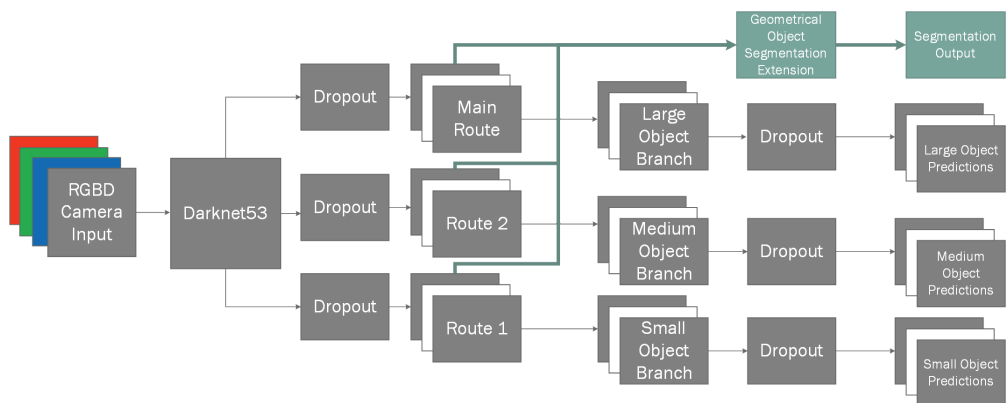 Geometrical
Object
Segmentation
Extension
Segmentation
Output
Dropout
Main
Route
Large
Object
Branch
Dropout
Large Object
Predictions
RGBD
Camera
Input
Darknet53
Dropout
Route 2
Medium
Object
Branch
Dropout
Medium
Object
Predictions
Dropout
Route 1
Small
Object
Branch
Dropout
Small Object
Predictions